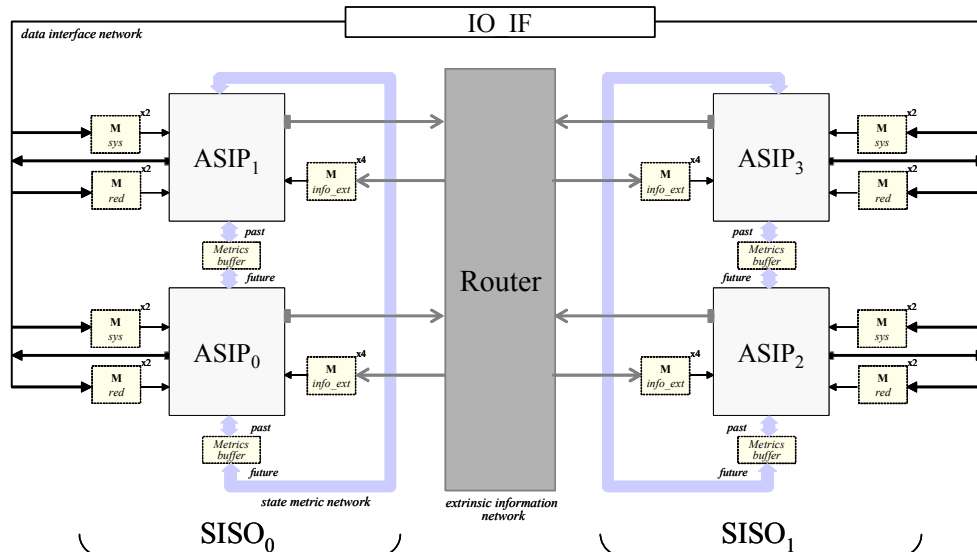 IO_IF
data interface network
x2
M
sys
ASIP1
x2
M
red
x4
M
info_ext
past
Metrics
buffer
future
x2
M
sys
ASIP0
x2
M
red
x4
M
info_ext
past
Metrics
buffer
future
state metric network
Router
extrinsic information
network
ASIP3
x2
M
sys
x4
M
info_ext
x2
M
red
past
Metrics
buffer
future
ASIP2
x2
M
sys
x4
M
info_ext
x2
M
red
past
Metrics
buffer
future
SISO0
SISO1